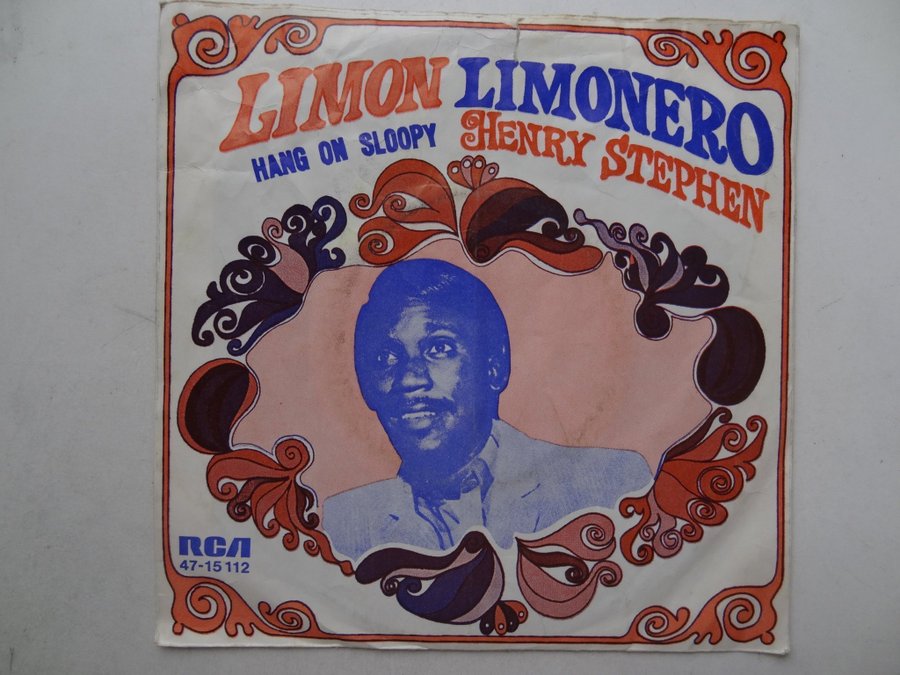 LIMON LIMONERO
HANG ON SLOOPY
HENRY STEPHEN
RCA
47-15 112